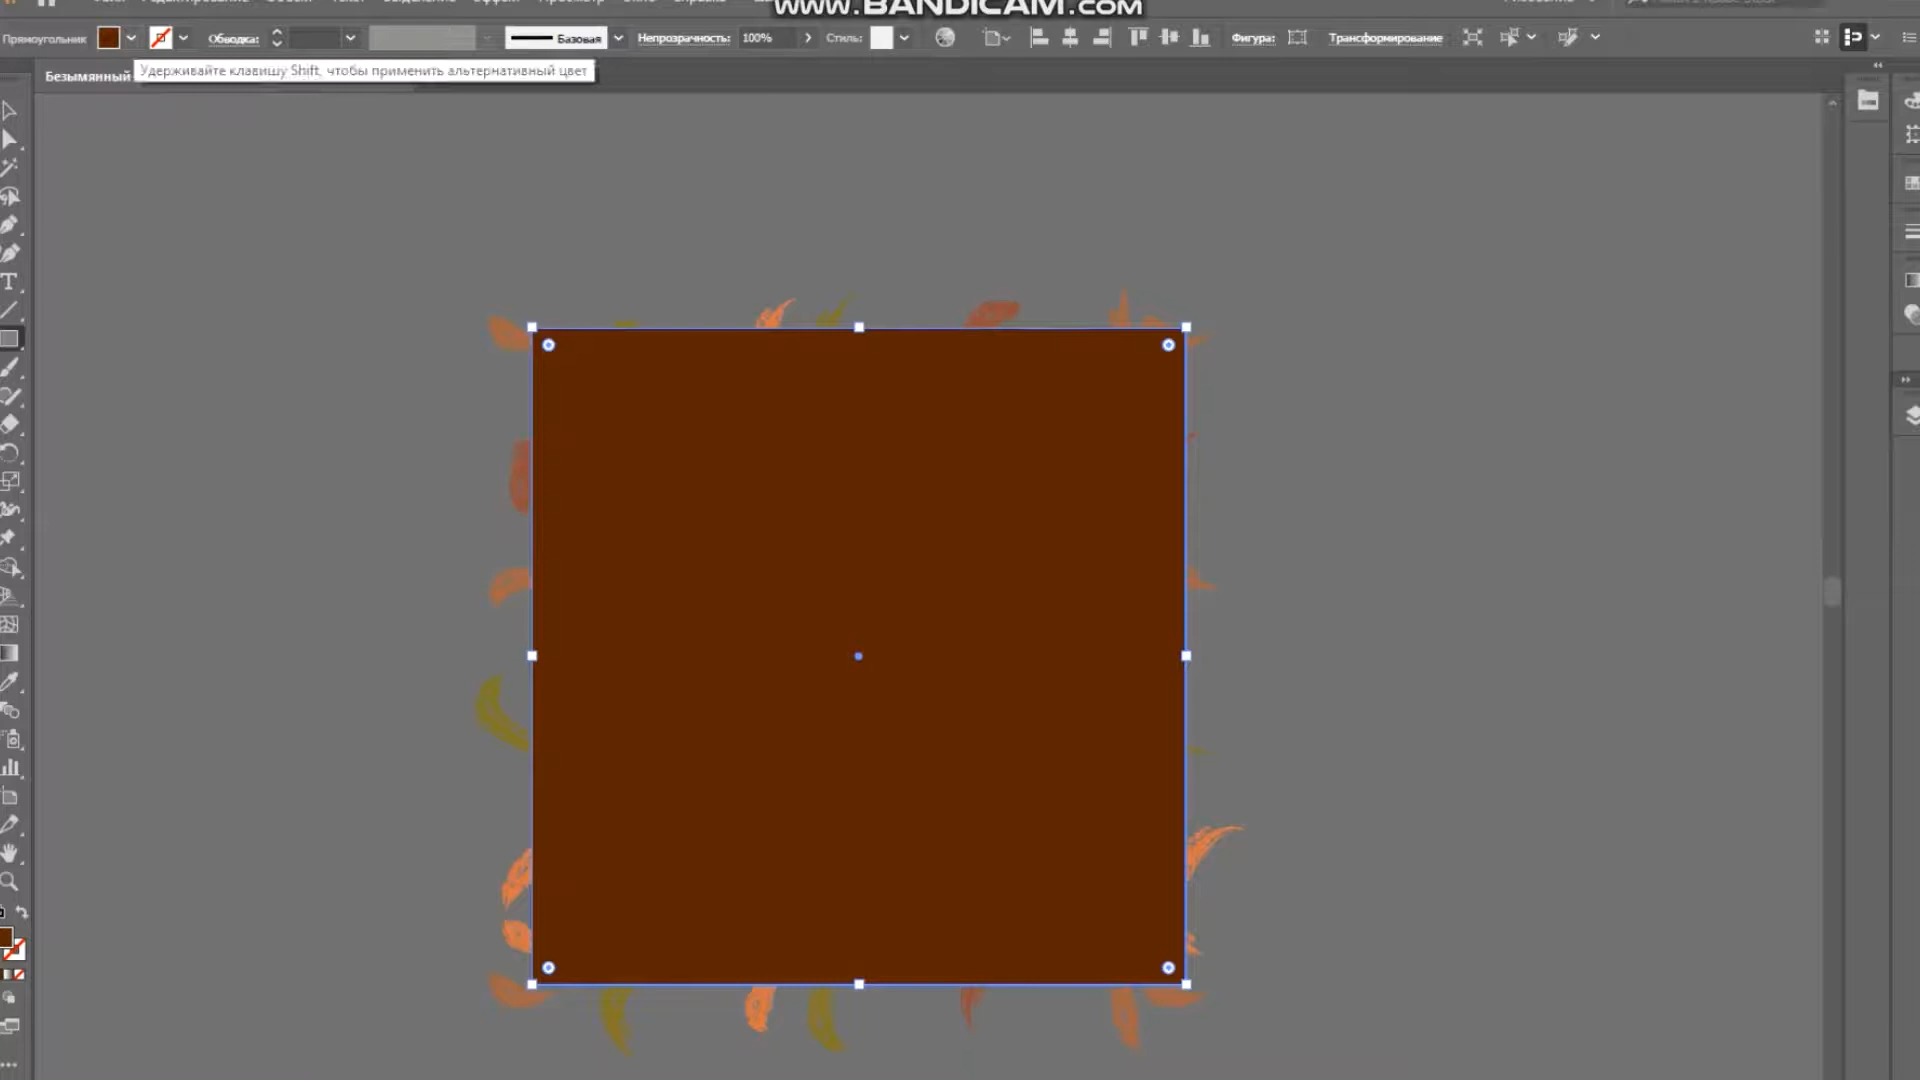 www.BANDICAM.com
Прямоугольник Обводка: Базовая Непрозрачность: 100% Стиль: Фигура: Трансформирование
Безымянный
Удерживайте клавишу Shift, чтобы применить альтернативный цвет